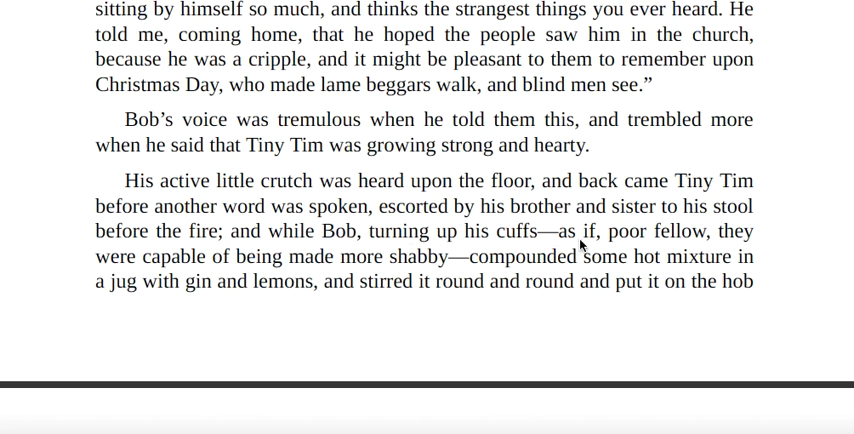 sitting by himself so much, and thinks the strangest things you ever heard. He
told me, coming home, that he hoped the people saw him in the church,
because he was a cripple, and it might be pleasant to them to remember upon
Christmas Day, who made lame beggars walk, and blind men see.”
Bob’s voice was tremulous when he told them this, and trembled more
when he said that Tiny Tim was growing strong and hearty.
His active little crutch was heard upon the floor, and back came Tiny Tim
before another word was spoken, escorted by his brother and sister to his stool
before the fire; and while Bob, turning up his cuffs—as if, poor fellow, they
were capable of being made more shabby—compounded some hot mixture in
a jug with gin and lemons, and stirred it round and round and put it on the hob